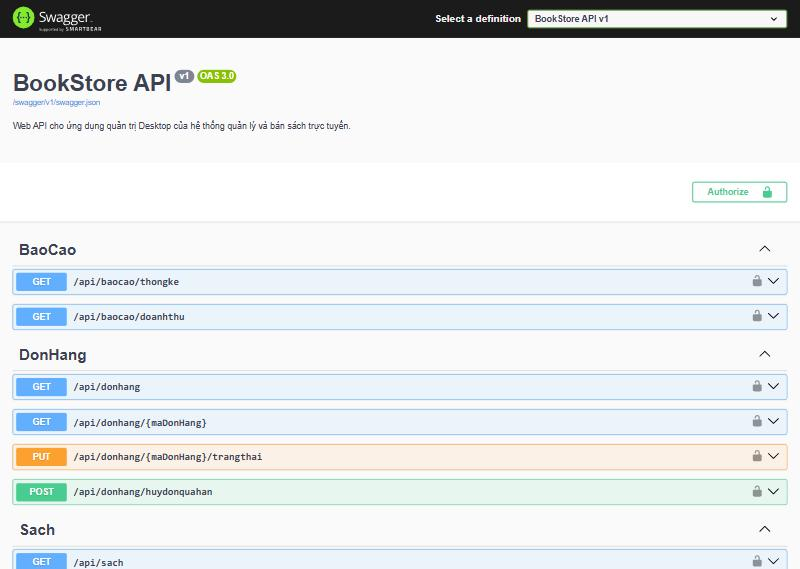 Swagger.
Supported by SMARTBEAR
Select a definition
BookStore API v1
BookStore API v1 OAS 3.0
/swagger/v1/swagger.json
Web API cho ứng dụng quản trị Desktop của hệ thống quản lý và bán sách trực tuyến.
Authorize
BaoCao
GET /api/baocao/thongke
GET /api/baocao/doanhthu
DonHang
GET /api/donhang
GET /api/donhang/{maDonHang}
PUT /api/donhang/{maDonHang}/trangthai
POST /api/donhang/huydonquahan
Sach
GET /api/sach